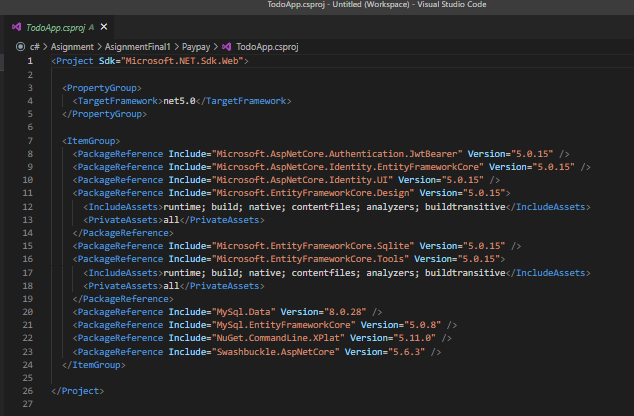 TodoApp.csproj - Untitled (Workspace) - Visual Studio Code
TodoApp.csproj A X
c# > Asignment > AsignmentFinal1 > Paypay > TodoApp.csproj
1 <Project Sdk="Microsoft.NET.Sdk.Web">
2
3 <PropertyGroup>
4 <TargetFramework>net5.0</TargetFramework>
5 </PropertyGroup>
6
7 <ItemGroup>
8 <PackageReference Include="Microsoft.AspNetCore.Authentication.JwtBearer" Version="5.0.15" />
9 <PackageReference Include="Microsoft.AspNetCore.Identity.EntityFrameworkCore" Version="5.0.15" />
10 <PackageReference Include="Microsoft.AspNetCore.Identity.UI" Version="5.0.15" />
11 <PackageReference Include="Microsoft.EntityFrameworkCore.Design" Version="5.0.15">
12 <IncludeAssets>runtime; build; native; contentfiles; analyzers; buildtransitive</IncludeAssets>
13 <PrivateAssets>all</PrivateAssets>
14 </PackageReference>
15 <PackageReference Include="Microsoft.EntityFrameworkCore.Sqlite" Version="5.0.15" />
16 <PackageReference Include="Microsoft.EntityFrameworkCore.Tools" Version="5.0.15">
17 <IncludeAssets>runtime; build; native; contentfiles; analyzers; buildtransitive</IncludeAssets>
18 <PrivateAssets>all</PrivateAssets>
19 </PackageReference>
20 <PackageReference Include="MySql.Data" Version="8.0.28" />
21 <PackageReference Include="MySql.EntityFrameworkCore" Version="5.0.8" />
22 <PackageReference Include="NuGet.CommandLine.XPlat" Version="5.11.0" />
23 <PackageReference Include="Swashbuckle.AspNetCore" Version="5.6.3" />
24 </ItemGroup>
25
26 </Project>
27